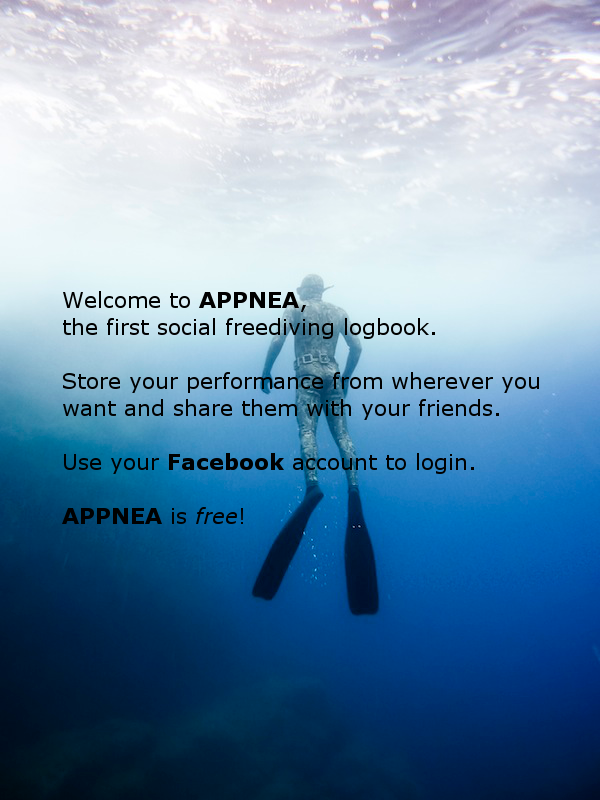 Welcome to APPNEA,
the first social freediving logbook.
Store your performance from wherever you
want and share them with your friends.
Use your Facebook account to login.
APPNEA is free!